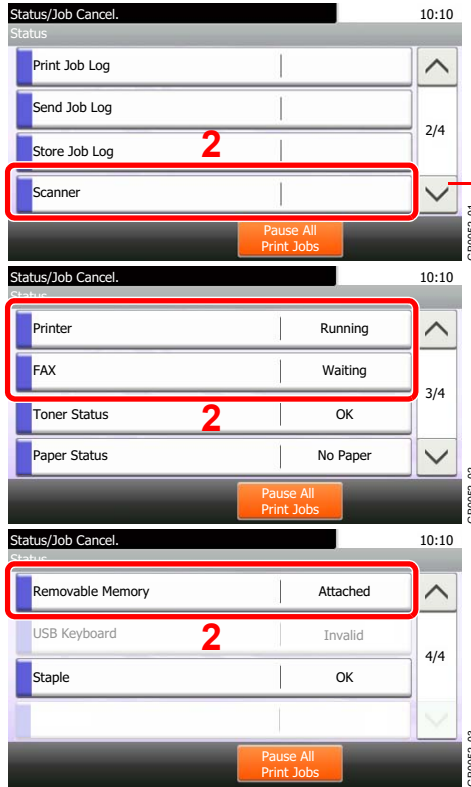 Status/Job Cancel. 10:10
Status
Print Job Log
Send Job Log
2/4
2
Store Job Log
Scanner
Pause All
Print Jobs
Status/Job Cancel. 10:10
Status
Printer Running
FAX Waiting
3/4
Toner Status OK
2
Paper Status No Paper
Pause All
Print Jobs
Status/Job Cancel. 10:10
Status
Removable Memory Attached
USB Keyboard Invalid
2
4/4
Staple OK
Pause All
Print Jobs